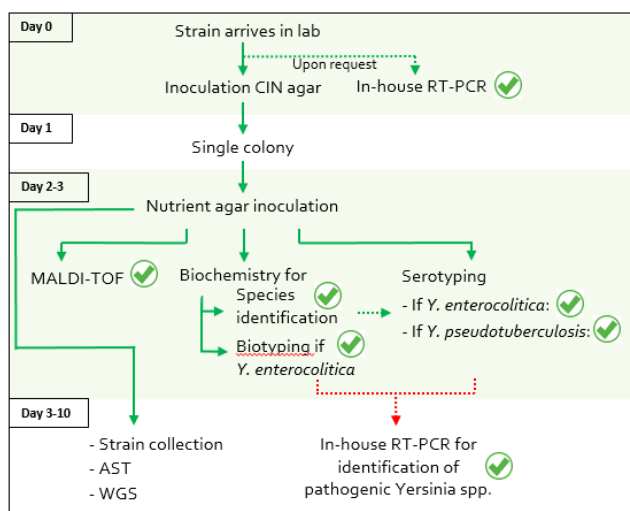 Day 0
Strain arrives in lab
Upon request
Inoculation CIN agar
In-house RT-PCR
Day 1
Single colony
Day 2-3
Nutrient agar inoculation
MALDI-TOF
Biochemistry for
Species
identification
Biotyping if
Y. enterocolitica
Serotyping
- If Y. enterocolitica:
- If Y. pseudotuberculosis:
Day 3-10
- Strain collection
- AST
- WGS
In-house RT-PCR for
identification of
pathogenic Yersinia spp.